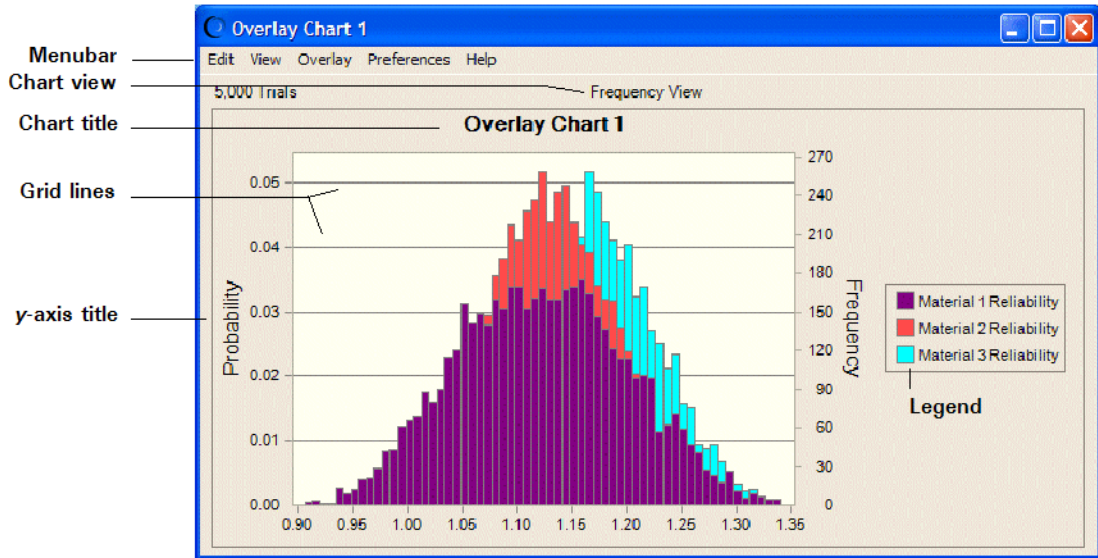 Overlay Chart 1
Menubar
Edit View Overlay Preferences Help
Chart view
5,000 Trials
Frequency View
Chart title
Overlay Chart 1
Grid lines
y-axis title
Probability
0.05
0.04
0.03
0.02
0.01
0.00
270
240
210
180
150
120
90
60
30
0
Frequency
0.90 0.95 1.00 1.05 1.10 1.15 1.20 1.25 1.30 1.35
Material 1 Reliability
Material 2 Reliability
Material 3 Reliability
Legend